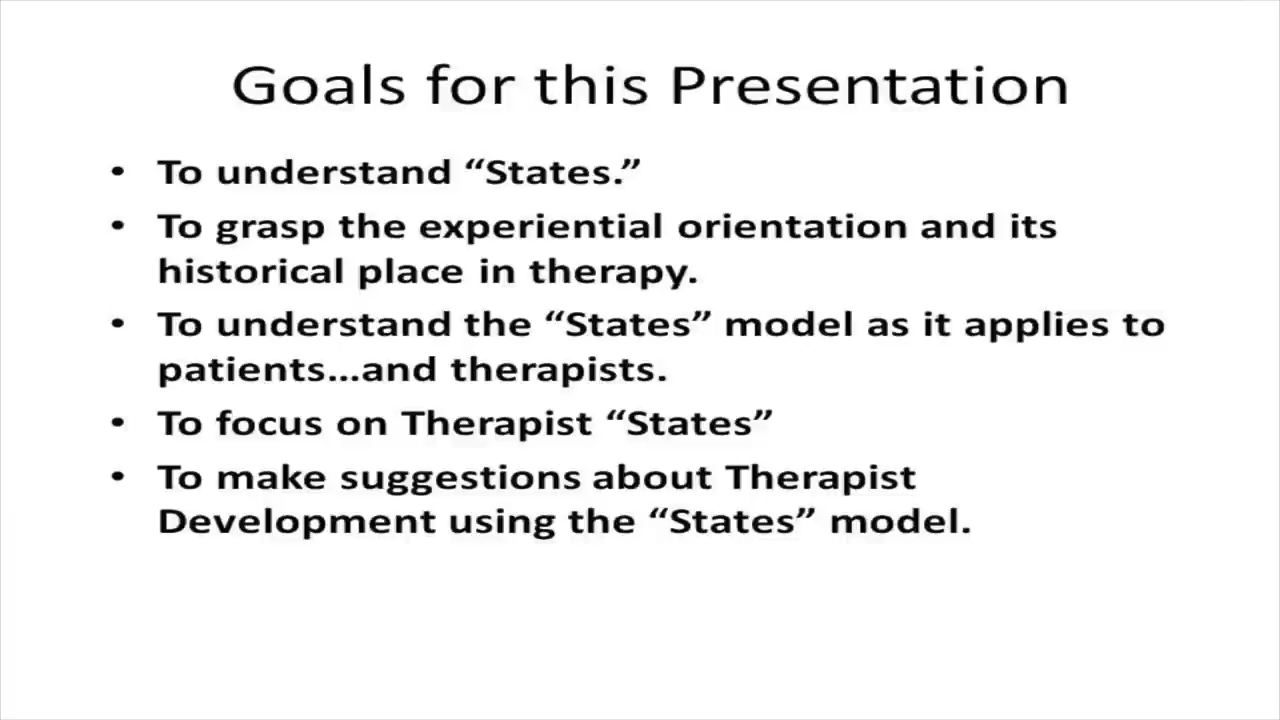 Goals for this Presentation
• To understand “States.”
• To grasp the experiential orientation and its
historical place in therapy.
• To understand the “States” model as it applies to
patients…and therapists.
• To focus on Therapist “States”
• To make suggestions about Therapist
Development using the “States” model.